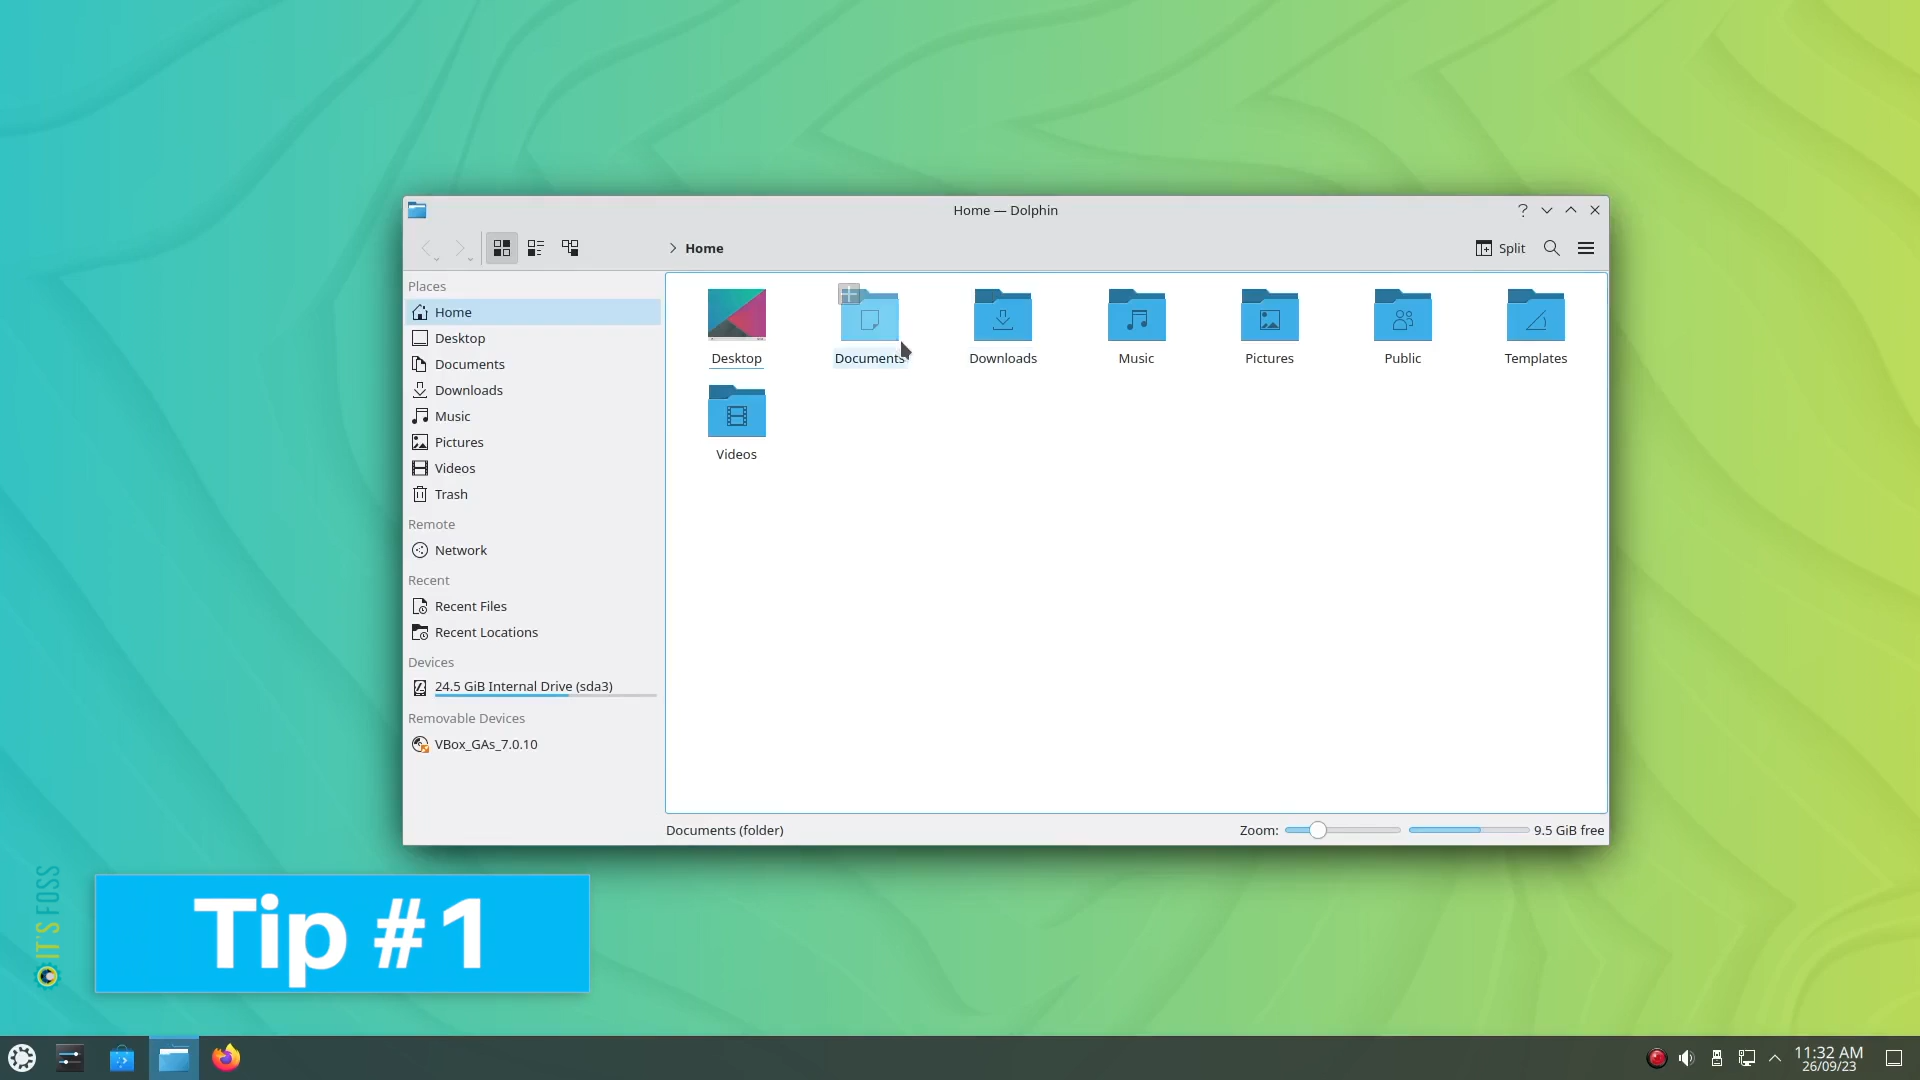 Home — Dolphin
Home
Split
Places
Home
Desktop
Documents
Downloads
Music
Pictures
Videos
Trash
Remote
Network
Recent
Recent Files
Recent Locations
Devices
24.5 GiB Internal Drive (sda3)
Removable Devices
VBox_GAs_7.0.10
Desktop
Documents
Downloads
Music
Pictures
Public
Templates
Videos
Documents (folder)
Zoom:
9.5 GiB free
IT'S FOSS
Tip #1
11:32 AM
26/09/23